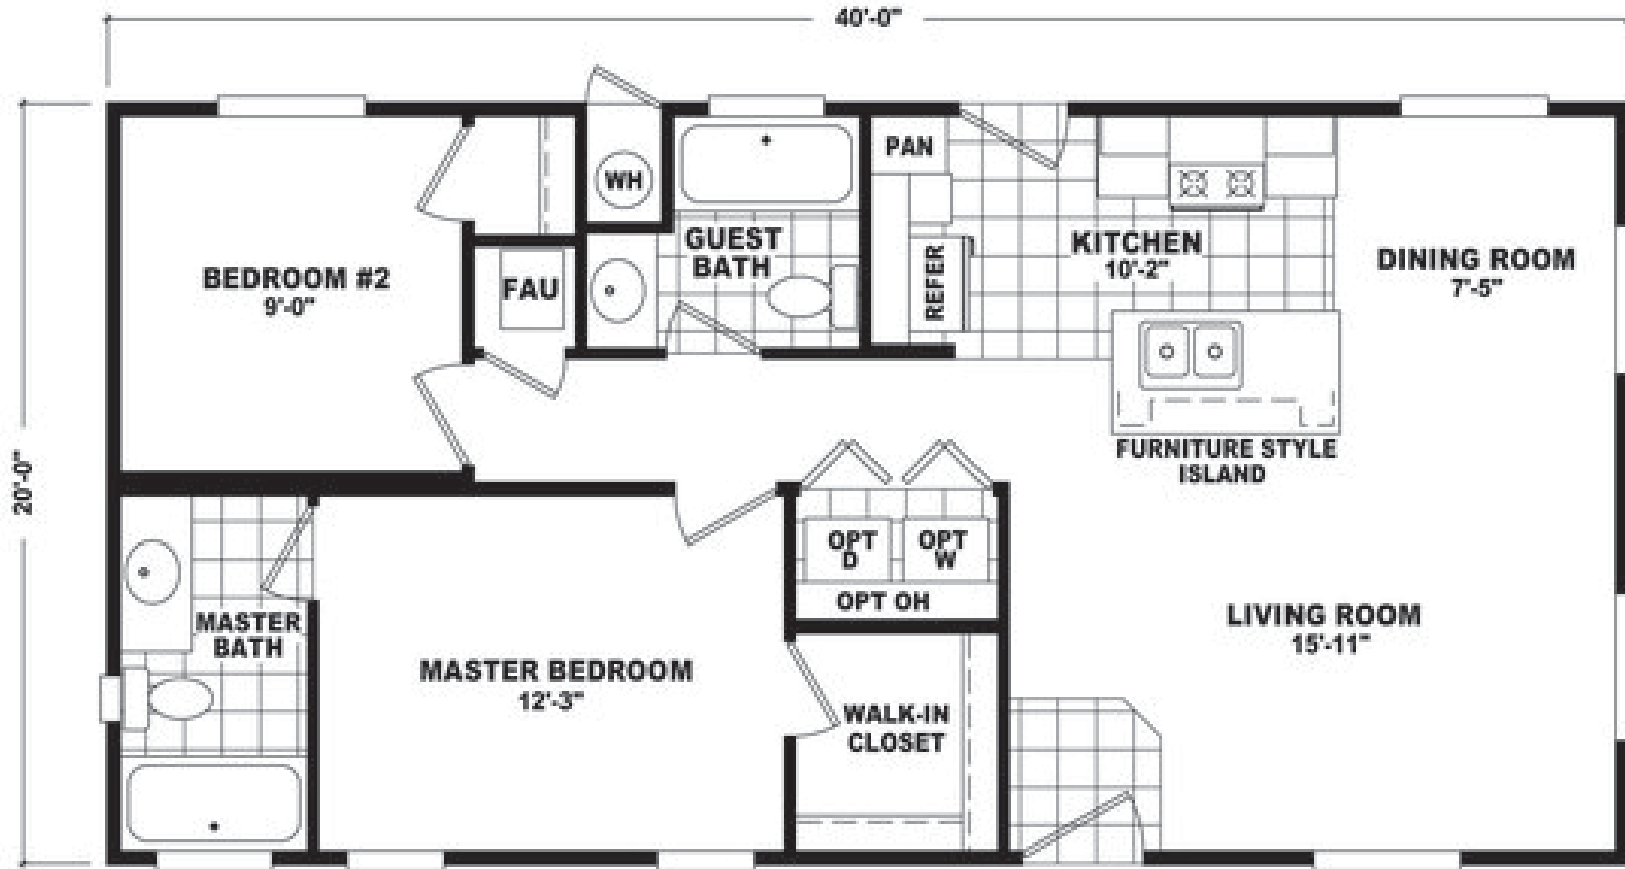 40'-0"
20'-0"
BEDROOM #2
9'-0"
WH
FAU
GUEST
BATH
PAN
REFER
KITCHEN
10'-2"
DINING ROOM
7'-5"
FURNITURE STYLE
ISLAND
OPT
D
OPT
W
OPT OH
MASTER
BATH
MASTER BEDROOM
12'-3"
WALK-IN
CLOSET
LIVING ROOM
15'-11"